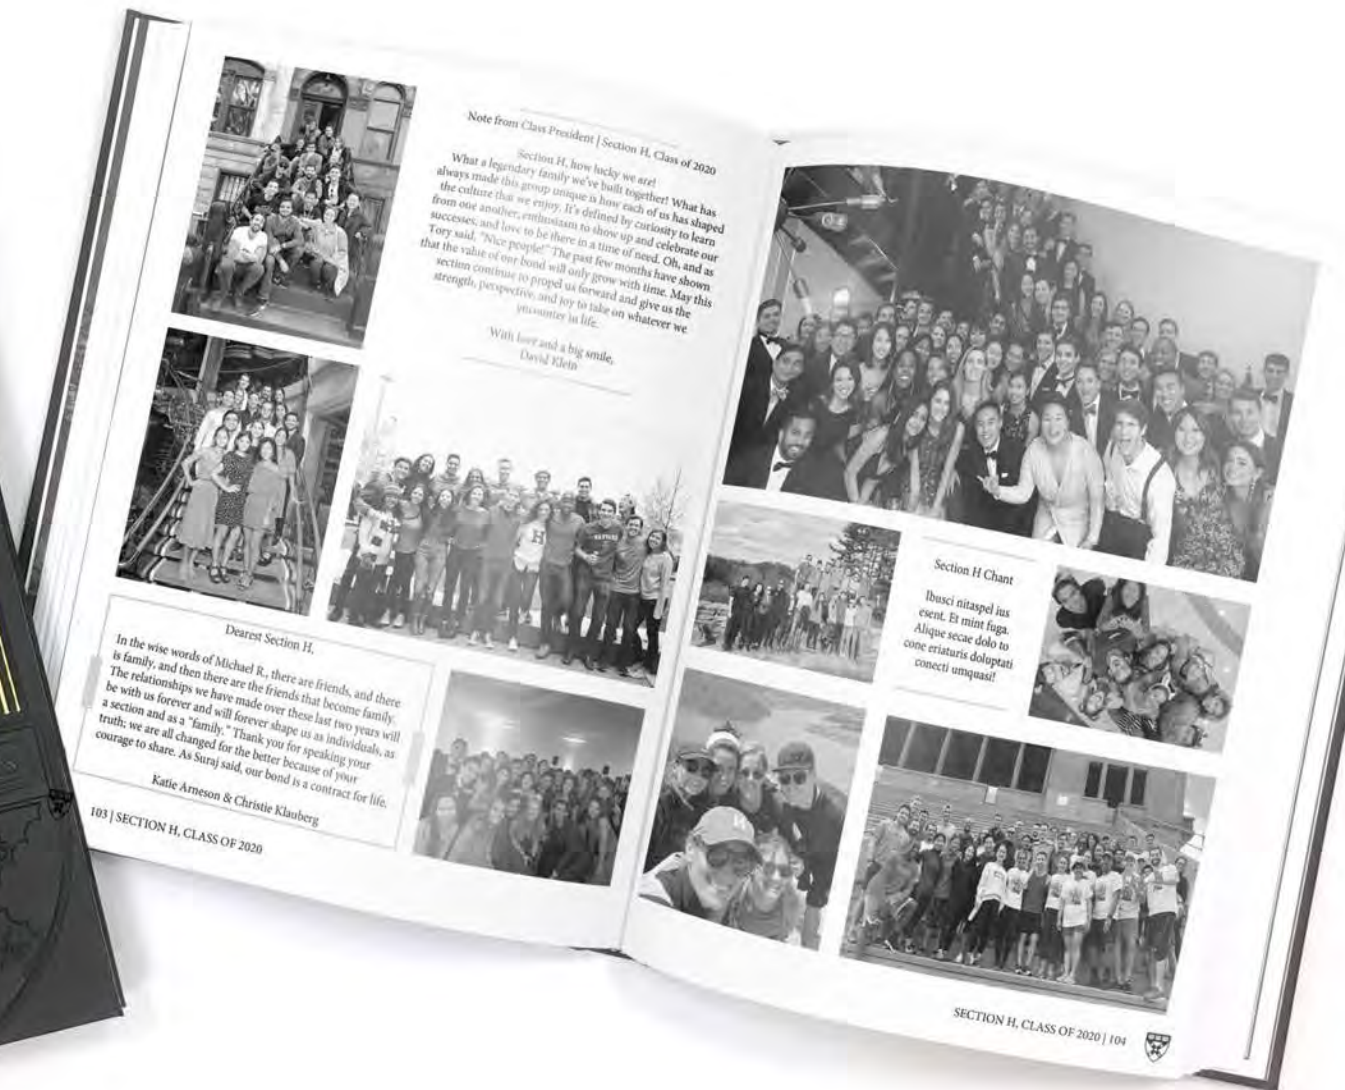 Note from Class President | Section H, Class of 2020
Section H, how lucky we are!
What a legendary family we've built together! What has
always made this group unique is how each of us has shaped
the culture that we enjoy. It's defined by curiosity to learn
from one another, enthusiasm to show up and celebrate our
successes, and love to be there in a time of need. Oh, and as
Tory said, "Nice people!" The past few months have shown
that the value of our bond will only grow with time. May this
section continue to propel us forward and give us the
strength, perspective, and joy to take on whatever we
encounter in life.
With love and a big smile,
David Klein
H
HARVARD
Dearest Section H,
In the wise words of Michael R., there are friends, and there
is family, and then there are the friends that become family.
The relationships we have made over these last two years will
be with us forever and will forever shape us as individuals, as
a section and as a "family." Thank you for speaking your
truth; we are all changed for the better because of your
courage to share. As Suraj said, our bond is a contract for life.
Katie Arneson & Christie Klauberg
103 | SECTION H, CLASS OF 2020
Section H Chant
Ibusci nitaspel ius
esent. Et mint fuga.
Alique secae dolo to
cone eriaturis doluptati
conecti umquasi!
SECTION H, CLASS OF 2020 | 104